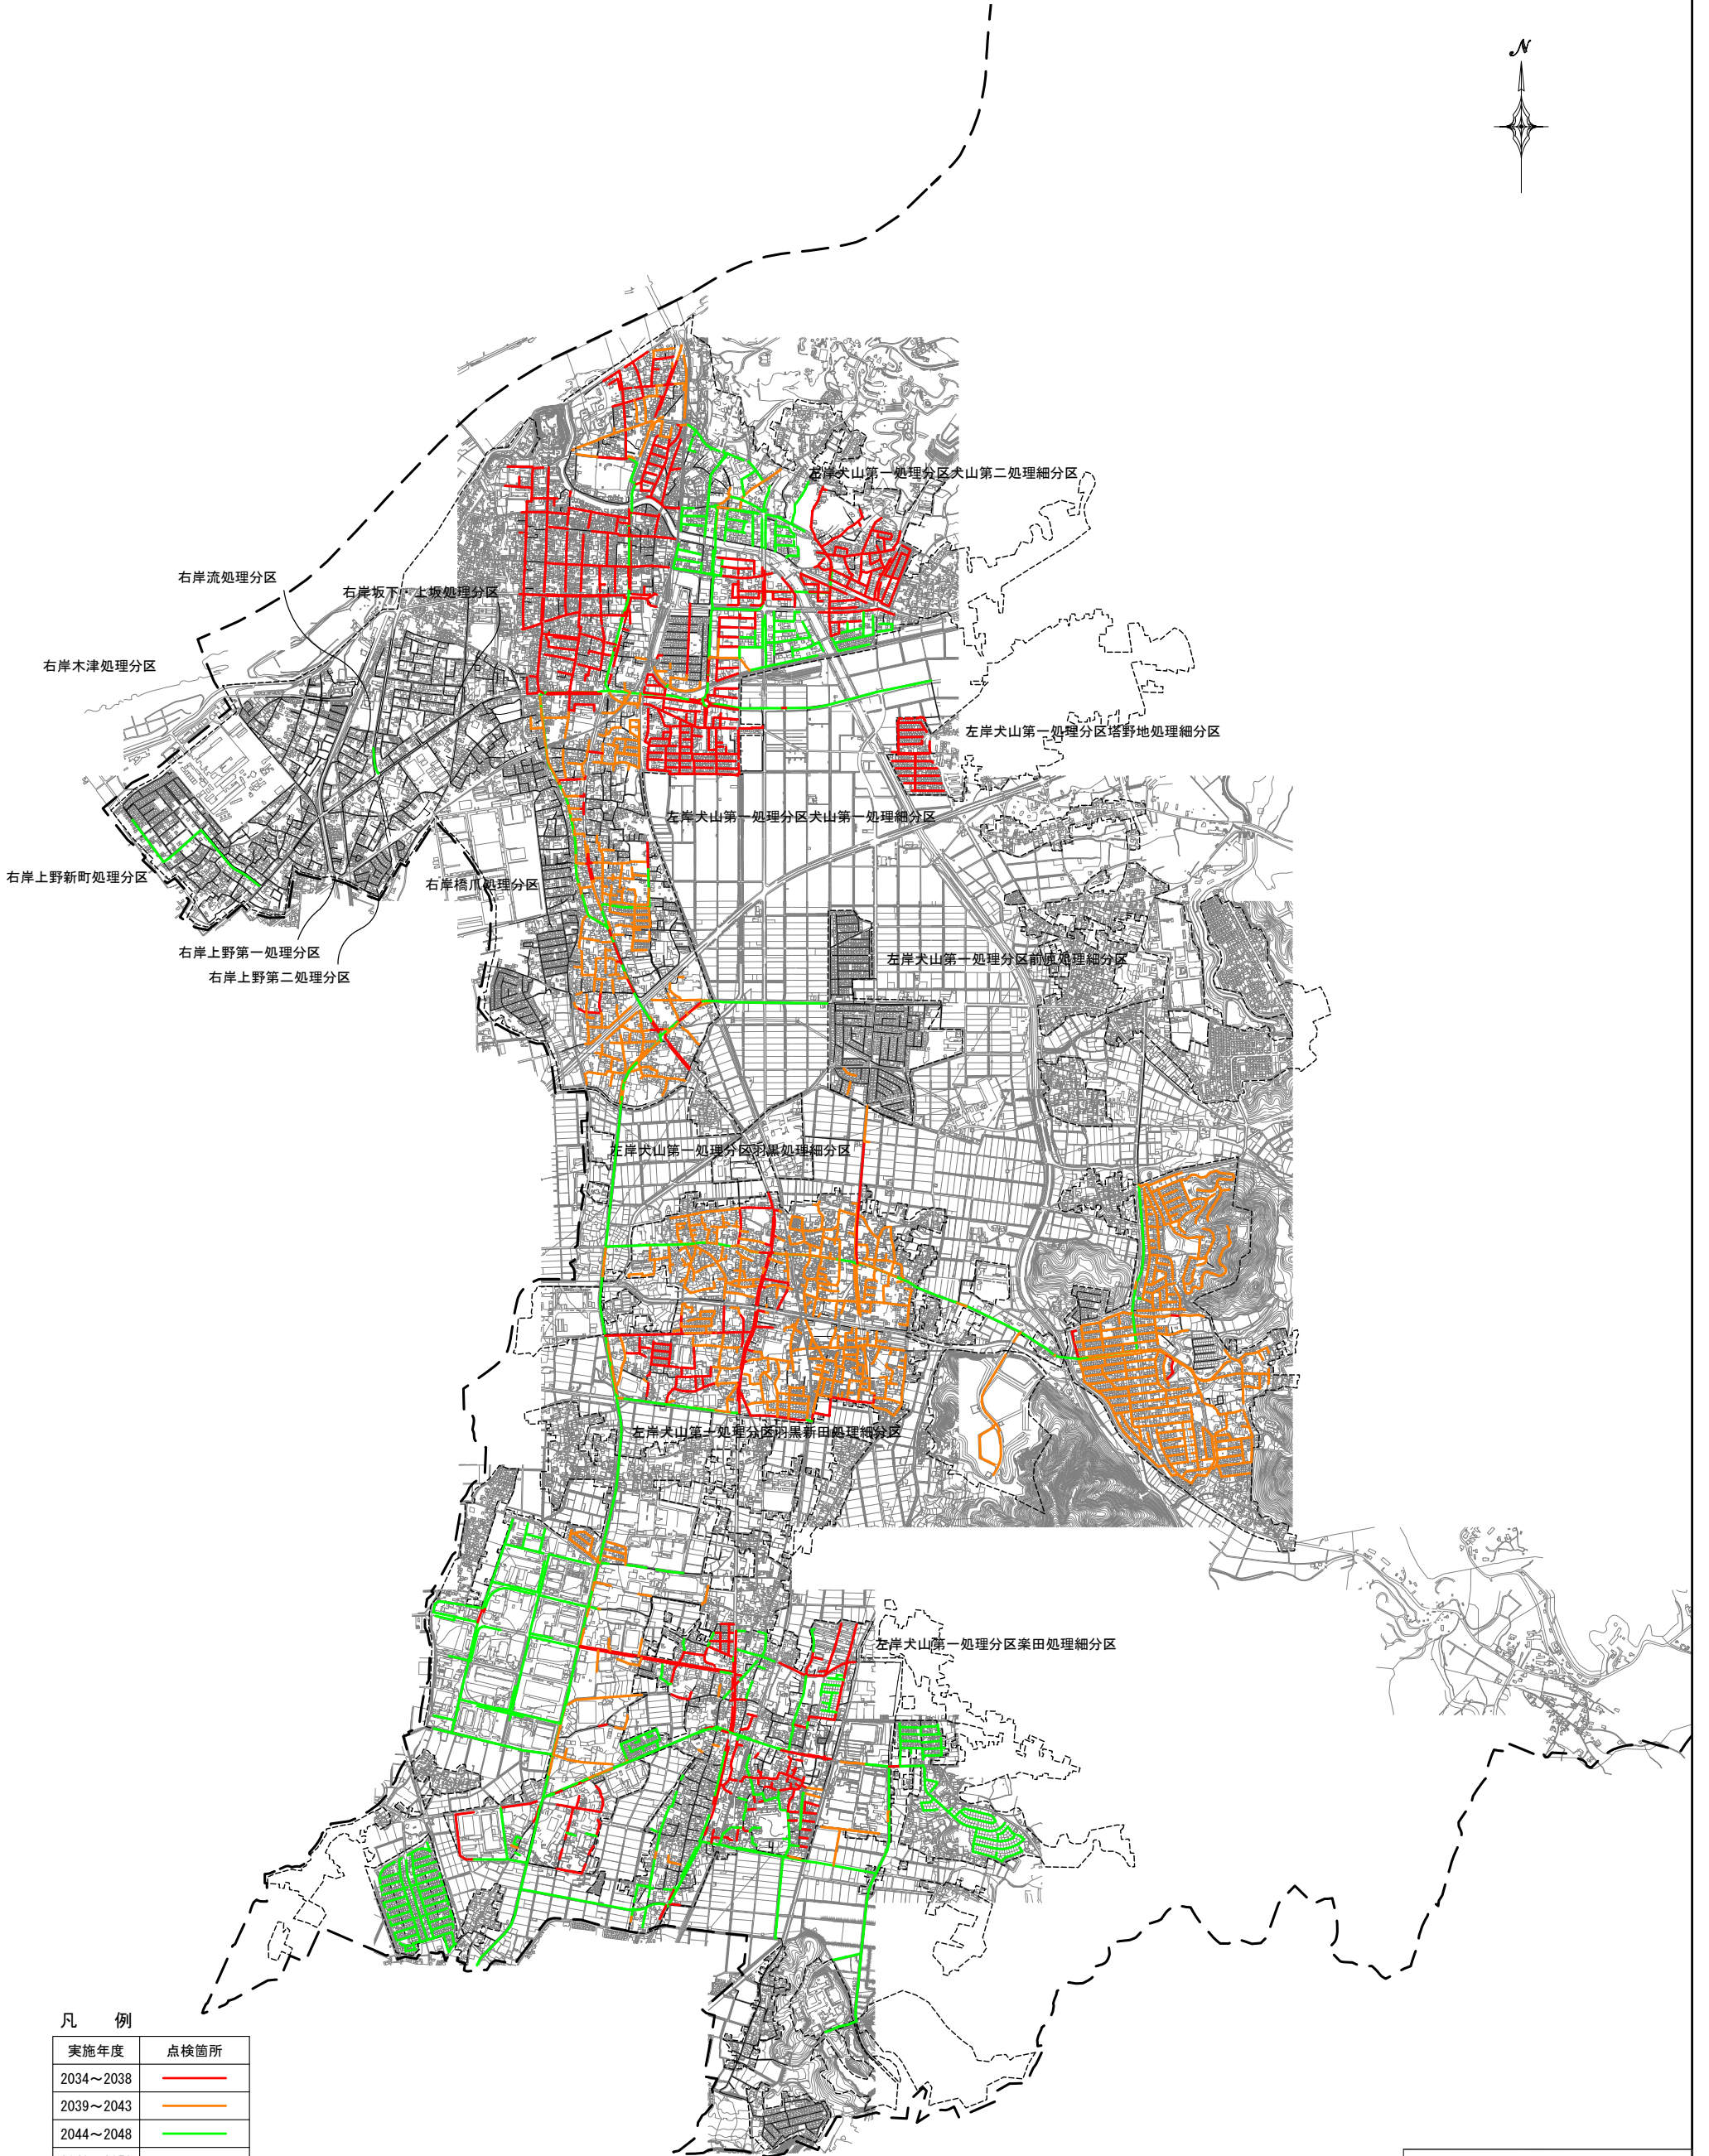 N
左岸犬山第一処理分区犬山第二処理細分区
右岸流処理分区
右岸坂下・上坂処理分区
右岸木津処理分区
左岸犬山第一処理分区塔野地処理細分区
左岸犬山第一処理分区犬山第一処理細分区
右岸上野新町処理分区
右岸橋爪処理分区
右岸上野第一処理分区
左岸犬山第一処理分区前原処理細分区
右岸上野第二処理分区
左岸犬山第一処理分区羽黒処理細分区
左岸犬山第一処理分区羽黒新田処理細分区
左岸犬山第一処理分区楽田処理細分区
凡 例
実施年度 点検箇所
2034～2038
2039～2043
2044～2048